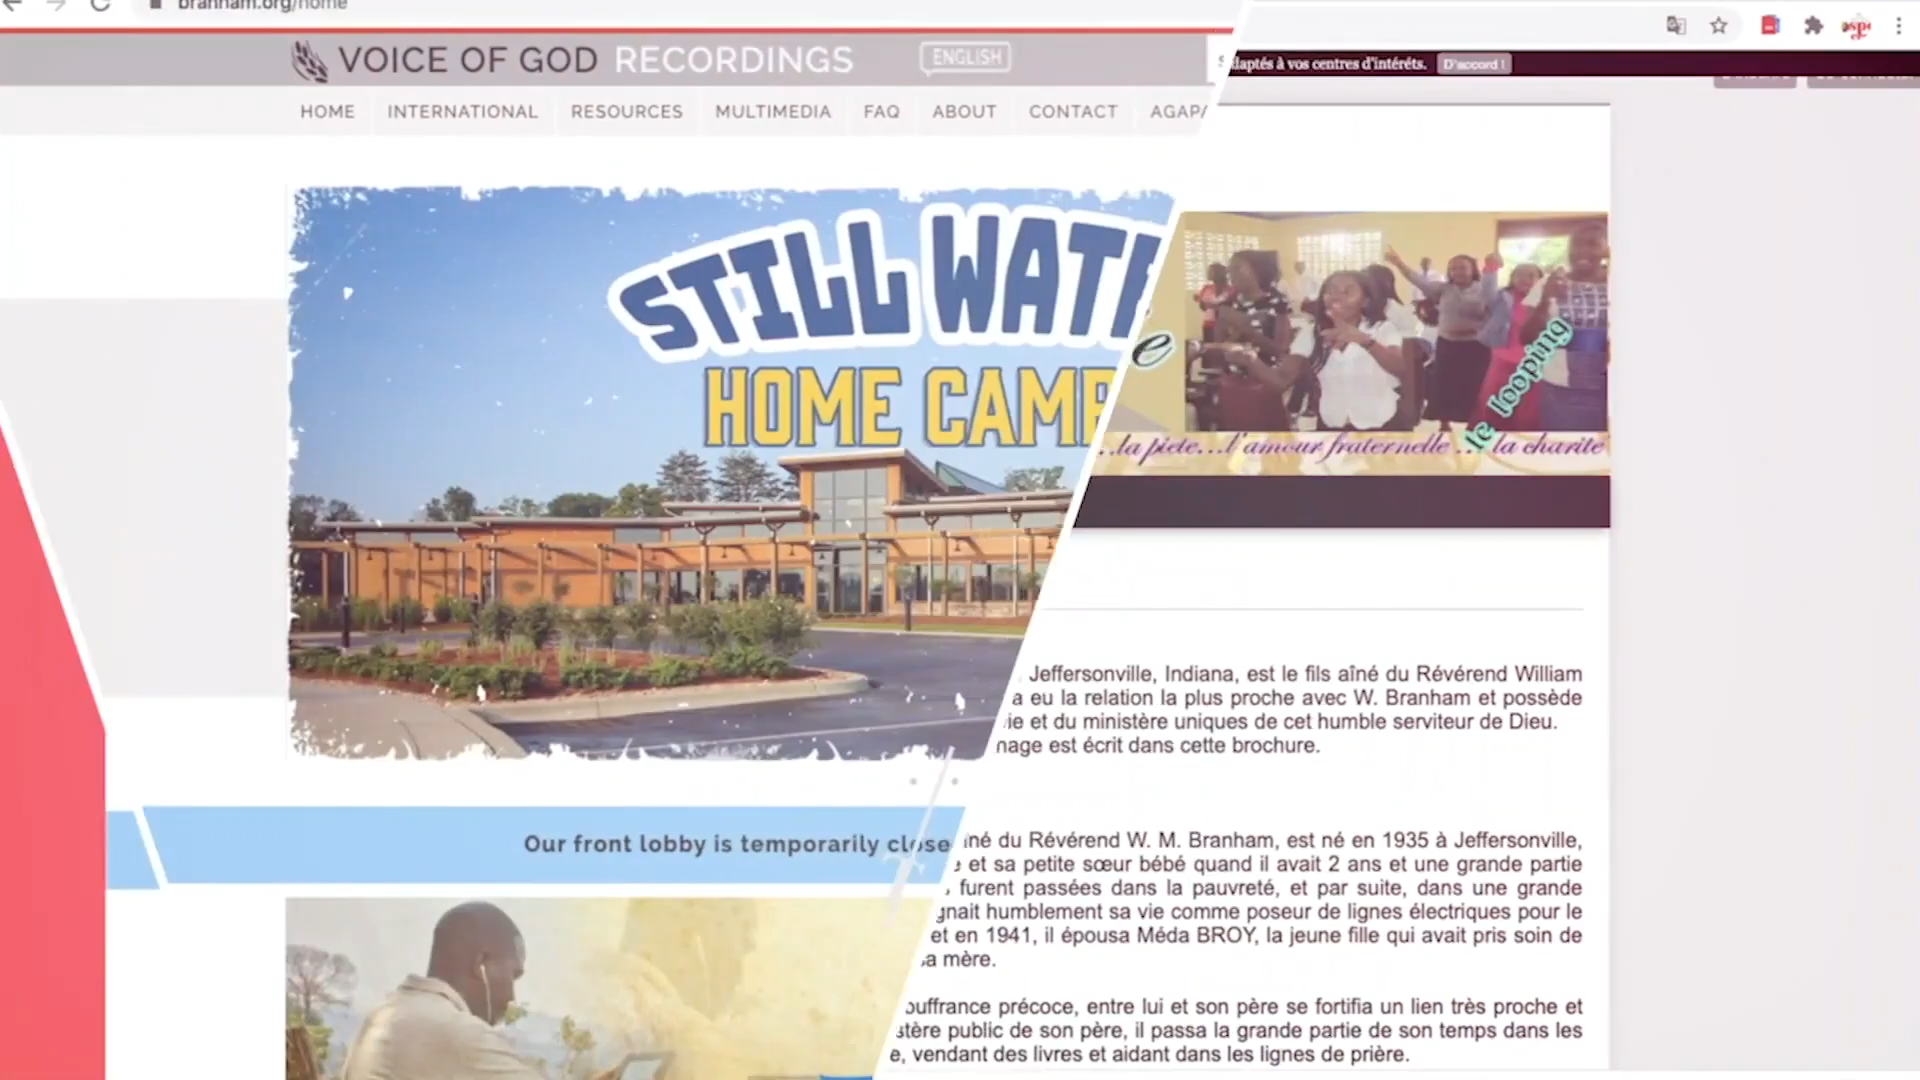 branham.org/home
VOICE OF GOD RECORDINGS
ENGLISH
HOME INTERNATIONAL RESOURCES MULTIMEDIA FAQ ABOUT CONTACT
adaptés à vos centres d'intérêts. D'accord !
STILL WATE
HOME CAMP
le looping
...la piete...l'amour fraternelle ... la charité
Jeffersonville, Indiana, est le fils aîné du Révérend William
a eu la relation la plus proche avec W. Branham et possède
et du ministère uniques de cet humble serviteur de Dieu.
est écrit dans cette brochure.
Our front lobby is temporarily close
du Révérend W. M. Branham, est né en 1935 à Jeffersonville,
et sa petite sœur bébé quand il avait 2 ans et une grande partie
furent passées dans la pauvreté, et par suite, dans une grande
humblement sa vie comme poseur de lignes électriques pour le
et en 1941, il épousa Méda BROY, la jeune fille qui avait pris soin de
sa mère.
ouffrance précoce, entre lui et son père se fortifia un lien très proche et
stère public de son père, il passa la grande partie de son temps dans les
e, vendant des livres et aidant dans les lignes de prière.